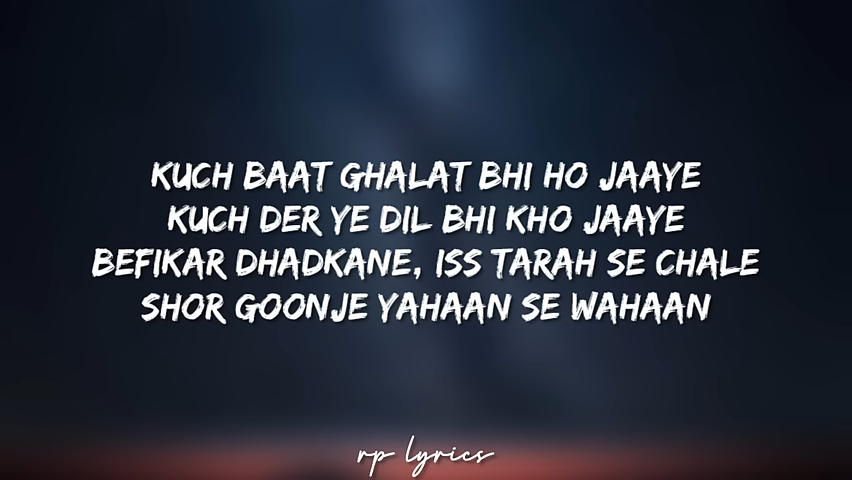 KUCH BAAT GHALAT BHI HO JAAYE
KUCH DER YE DIL BHI KHO JAAYE
BEFIKAR DHADKANE, ISS TARAH SE CHALE
SHOR GOONJE YAHAAN SE WAHAAN
rp lyrics